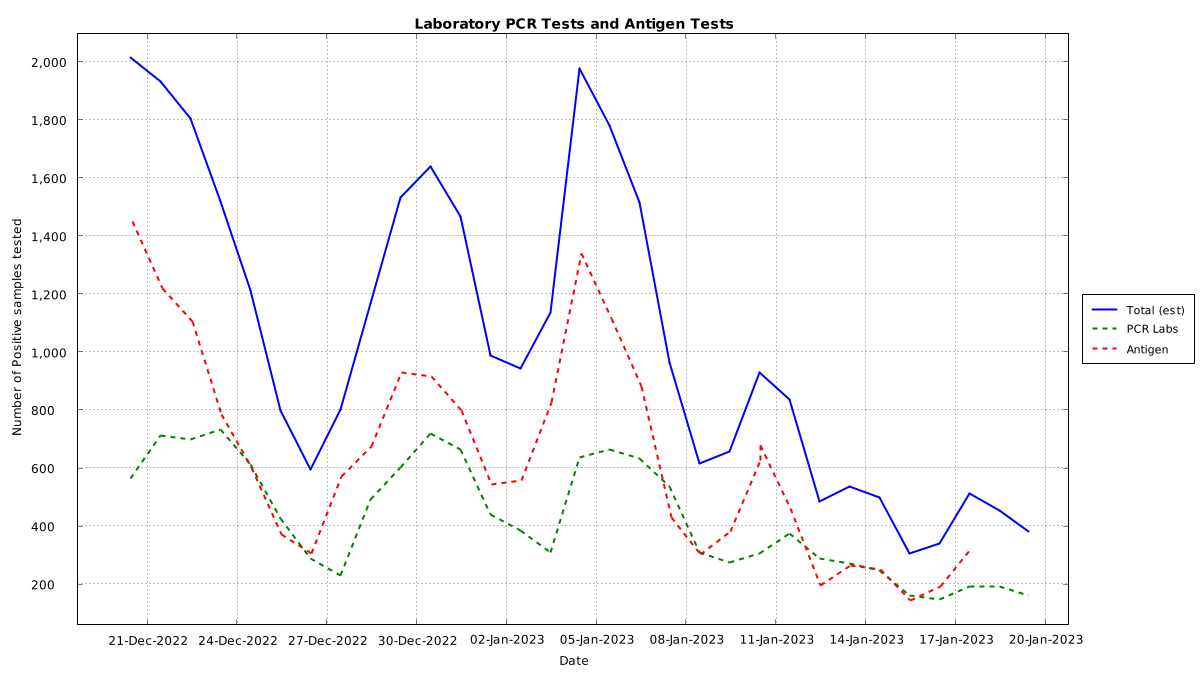 Laboratory PCR Tests and Antigen Tests
Number of Positive samples tested
2,000
1,800
1,600
1,400
1,200
1,000
800
600
400
200
21-Dec-2022 24-Dec-2022 27-Dec-2022 30-Dec-2022 02-Jan-2023 05-Jan-2023 08-Jan-2023 11-Jan-2023 14-Jan-2023 17-Jan-2023 20-Jan-2023
Date
Total (est)
PCR Labs
Antigen